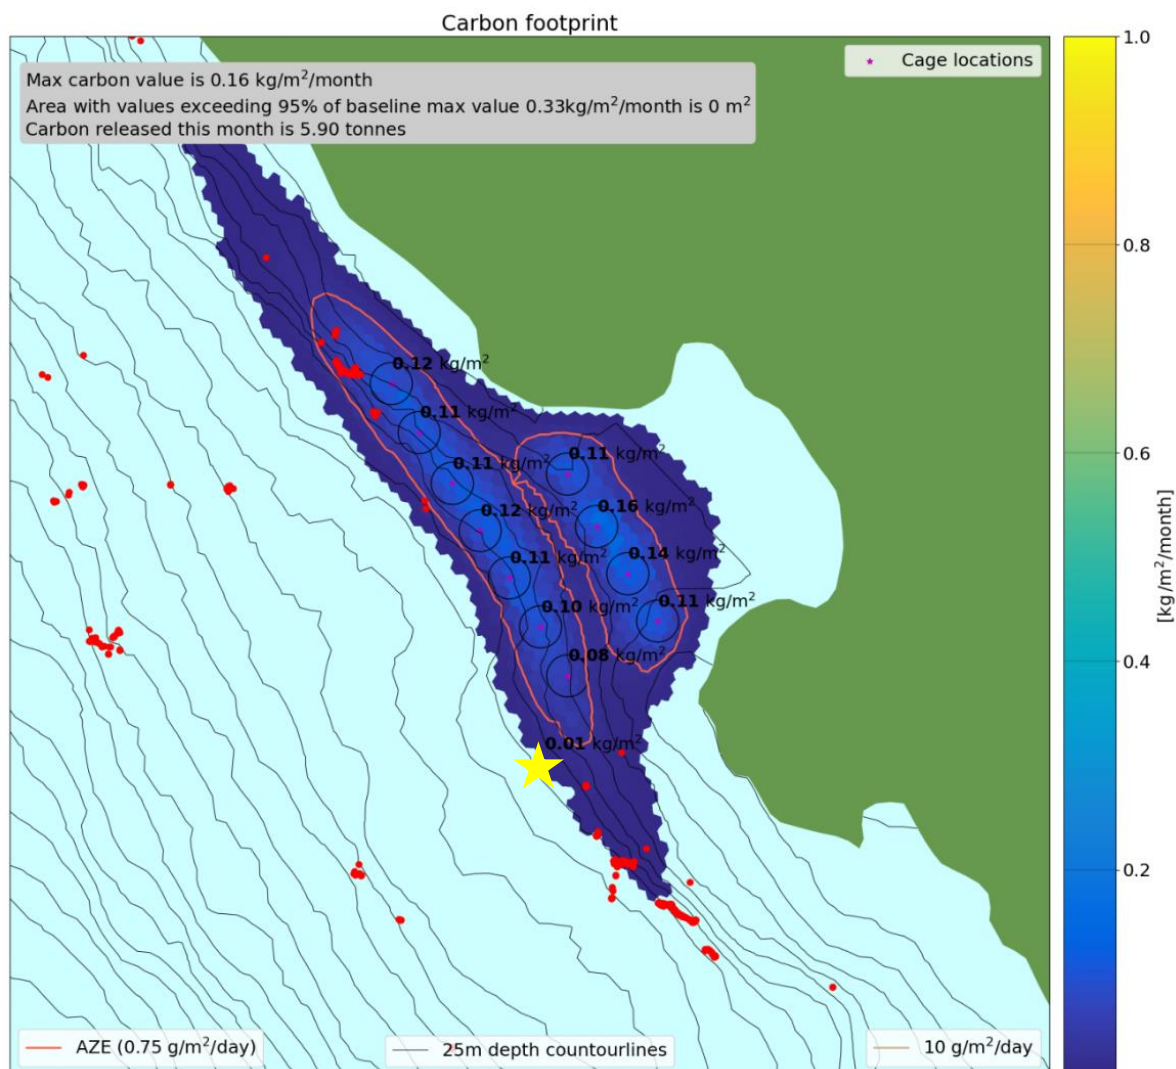 Carbon footprint
Max carbon value is 0.16 kg/m²/month
Area with values exceeding 95% of baseline max value 0.33kg/m²/month is 0 m²
Carbon released this month is 5.90 tonnes
Cage locations
1.0
0.8
0.6
0.4
0.2
[kg/m²/month]
0.12 kg/m²
0.11 kg/m²
0.11 kg/m²
0.11 kg/m²
0.12 kg/m²
0.16 kg/m²
0.11 kg/m²
0.14 kg/m²
0.10 kg/m²
0.11 kg/m²
0.08 kg/m²
0.01 kg/m²
AZE (0.75 g/m²/day)
25m depth countourlines
10 g/m²/day